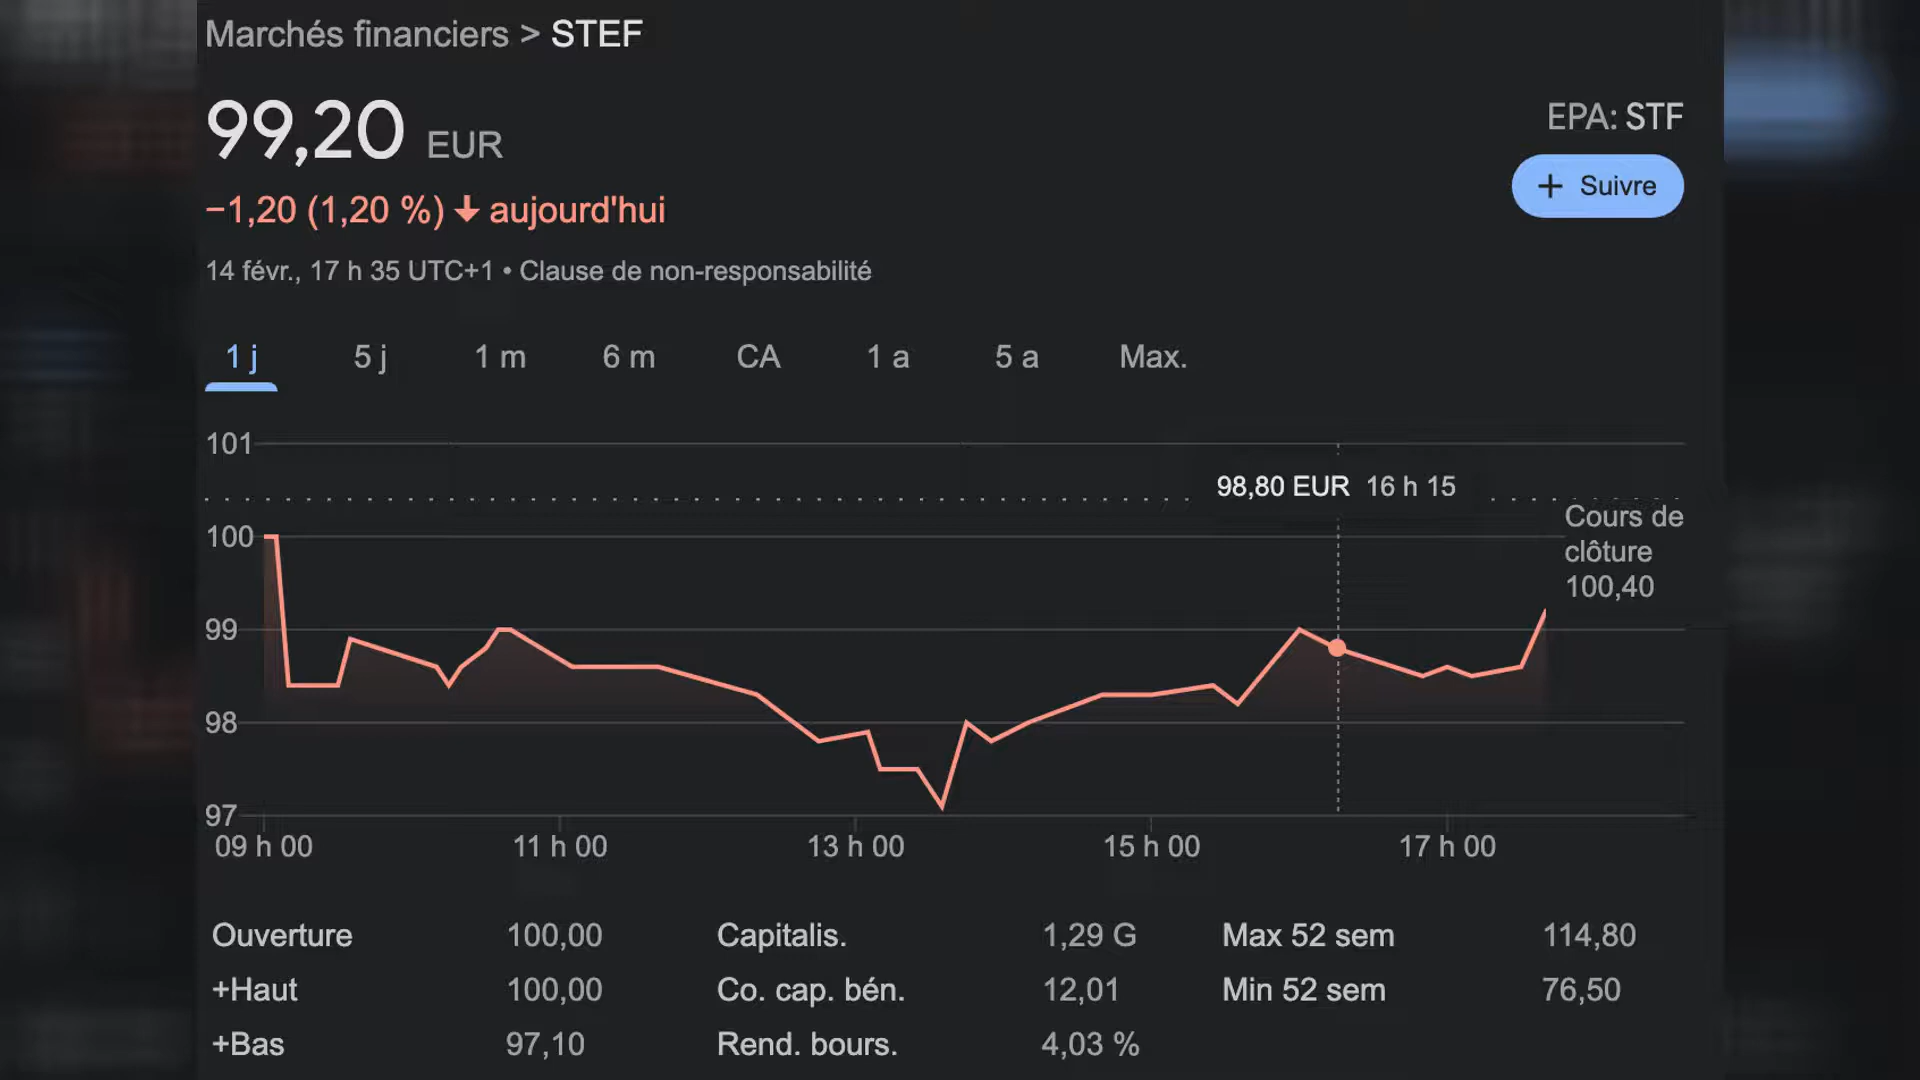 Marchés financiers > STEF
99,20 EUR
EPA: STF
+ Suivre
−1,20 (1,20 %) ↓ aujourd'hui
14 févr., 17 h 35 UTC+1 • Clause de non-responsabilité
1 j 5 j 1 m 6 m CA 1 a 5 a Max.
101
98,80 EUR 16 h 15
Cours de
clôture
100,40
100
99
98
97
09 h 00 11 h 00 13 h 00 15 h 00 17 h 00
Ouverture 100,00 Capitalis. 1,29 G Max 52 sem 114,80
+Haut 100,00 Co. cap. bén. 12,01 Min 52 sem 76,50
+Bas 97,10 Rend. bours. 4,03 %